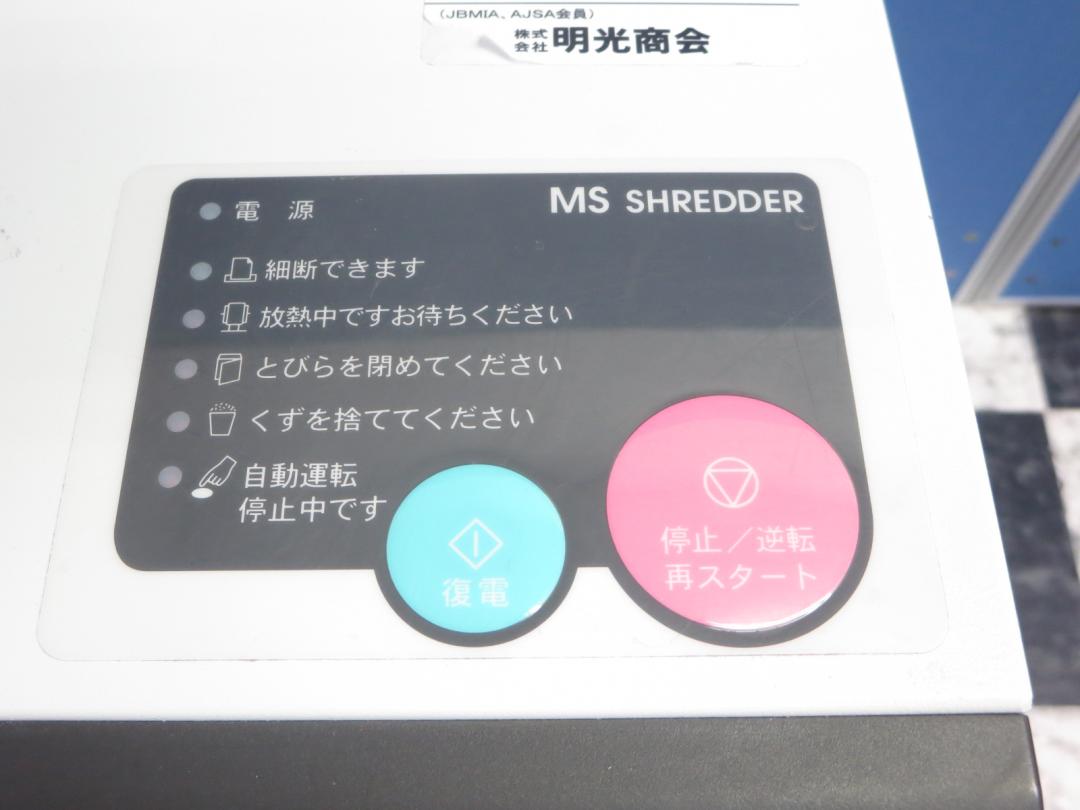 (JBMIA、AJSA会員)
株式会社 明光商会
MS SHREDDER
電 源
細断できます
放熱中ですお待ちください
とびらを閉めてください
くずを捨ててください
自動運転
停止中です
復電
停止／逆転
再スタート